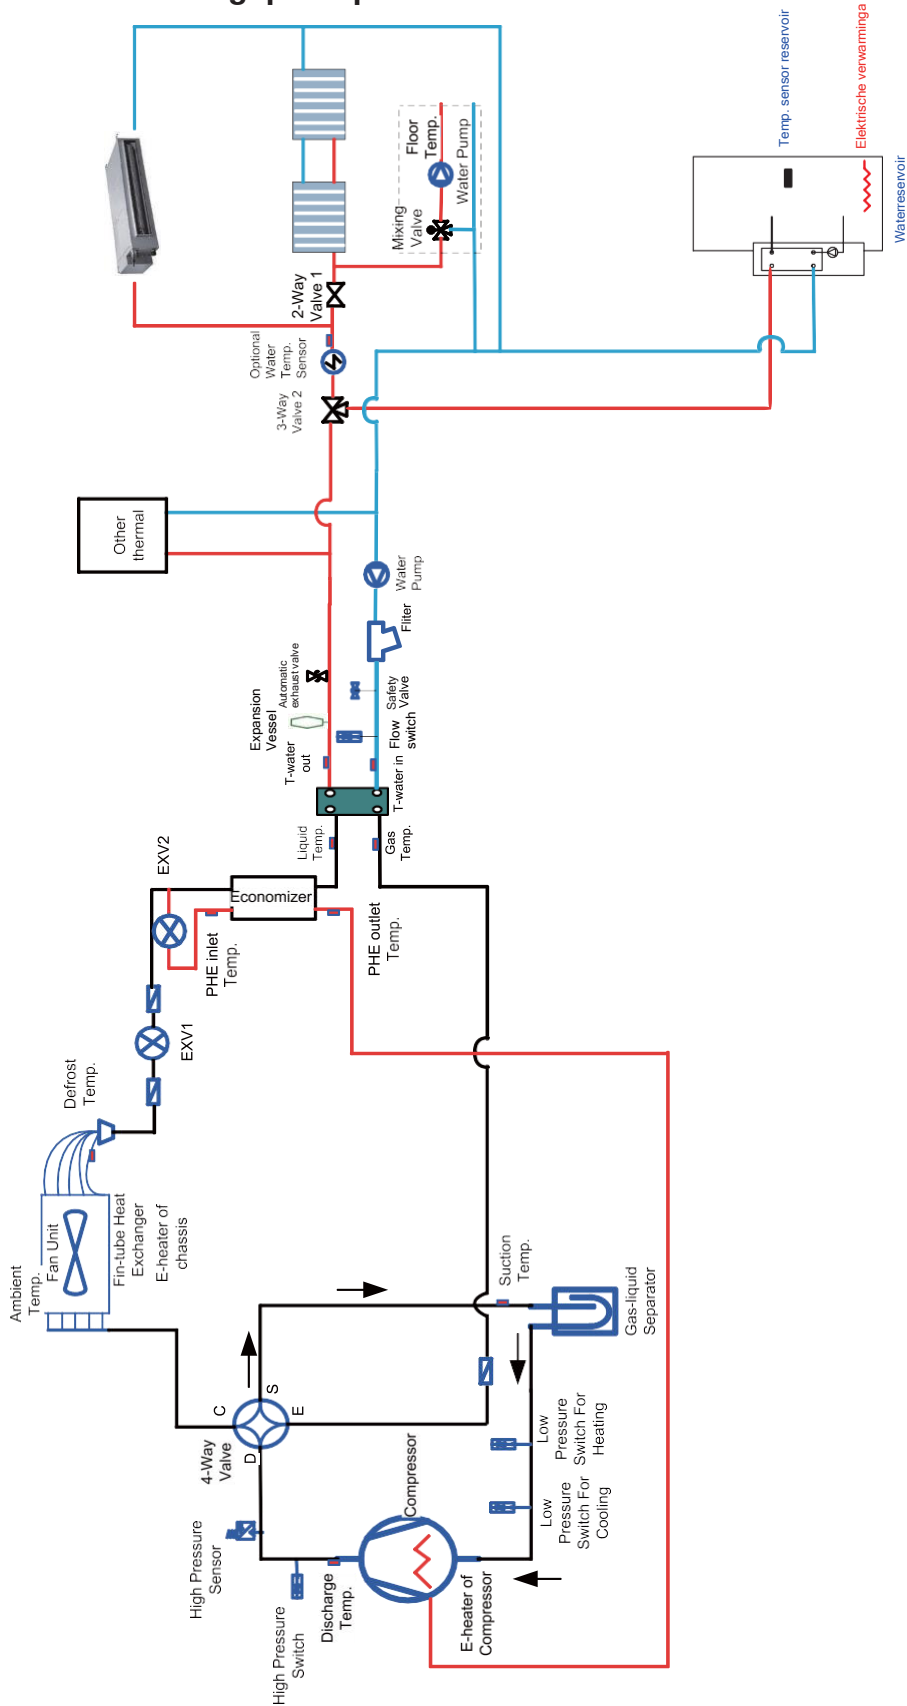 Temp. sensor reservoir
Elektrische verwarminga
Waterreservoir
Floor
Temp.
Water Pump
Mixing
Valve
2-Way
Valve 1
Optional
Water
Temp.
Sensor
3-Way
Valve 2
Other
thermal
Water
Pump
Fliter
Automatic
exhaust valve
Safety
Valve
Expansion
Vessel
Flow
switch
T-water
out
T-water in
Liquid
Temp.
Gas
Temp.
EXV2
Economizer
PHE inlet
Temp.
PHE outlet
Temp.
EXV1
Defrost
Temp.
Ambient
Temp.
Fan Unit
Fin-tube Heat
Exchanger
E-heater of
chassis
Suction
Temp.
Gas-liquid
Separator
C
S
E
D
4-Way
Valve
Low
Pressure
Switch For
Heating
Low
Pressure
Switch For
Cooling
Compressor
High Pressure
Sensor
High Pressure
Switch
Discharge
Temp.
E-heater of
Compressor